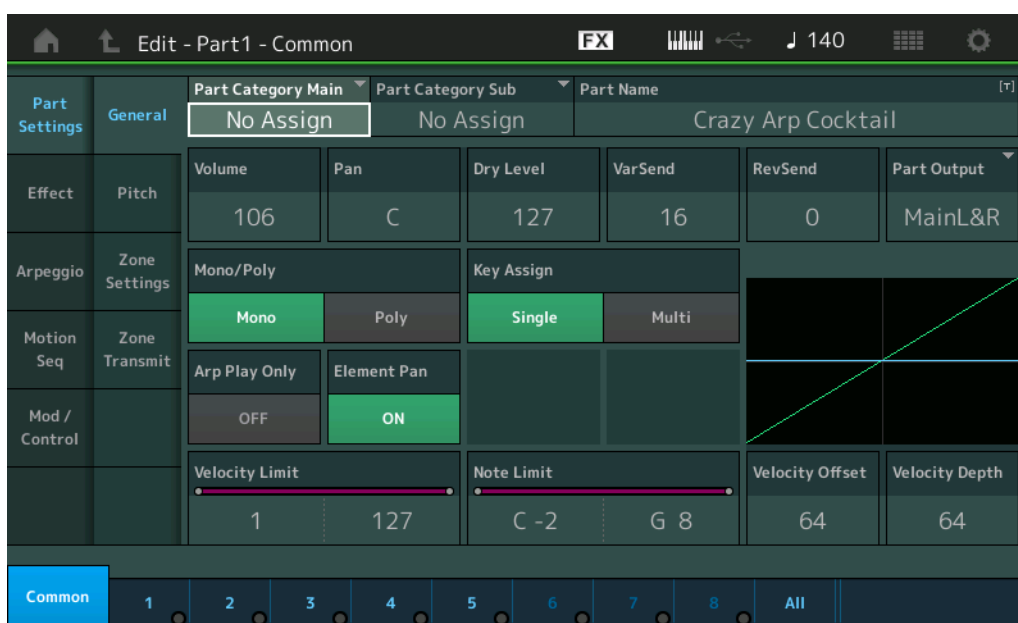 Edit - Part1 - Common FX ♩ 140
Part Settings
General
Part Category Main Part Category Sub Part Name [T]
No Assign No Assign Crazy Arp Cocktail
Effect
Pitch
Volume Pan Dry Level VarSend RevSend Part Output
106 C 127 16 0 MainL&R
Arpeggio
Zone Settings
Mono/Poly Key Assign
Mono Poly Single Multi
Motion Seq
Zone Transmit
Arp Play Only Element Pan
OFF ON
Mod / Control
Velocity Limit Note Limit Velocity Offset Velocity Depth
1 127 C -2 G 8 64 64
Common 1 2 3 4 5 6 7 8 All